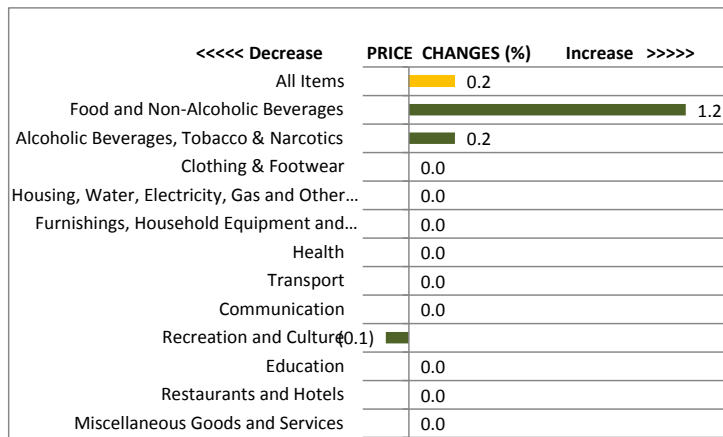 <<<<< Decrease PRICE CHANGES (%) Increase >>>>>
All Items 0.2
Food and Non-Alcoholic Beverages 1.2
Alcoholic Beverages, Tobacco & Narcotics 0.2
Clothing & Footwear 0.0
Housing, Water, Electricity, Gas and Other... 0.0
Furnishings, Household Equipment and... 0.0
Health 0.0
Transport 0.0
Communication 0.0
Recreation and Culture (0.1)
Education 0.0
Restaurants and Hotels 0.0
Miscellaneous Goods and Services 0.0